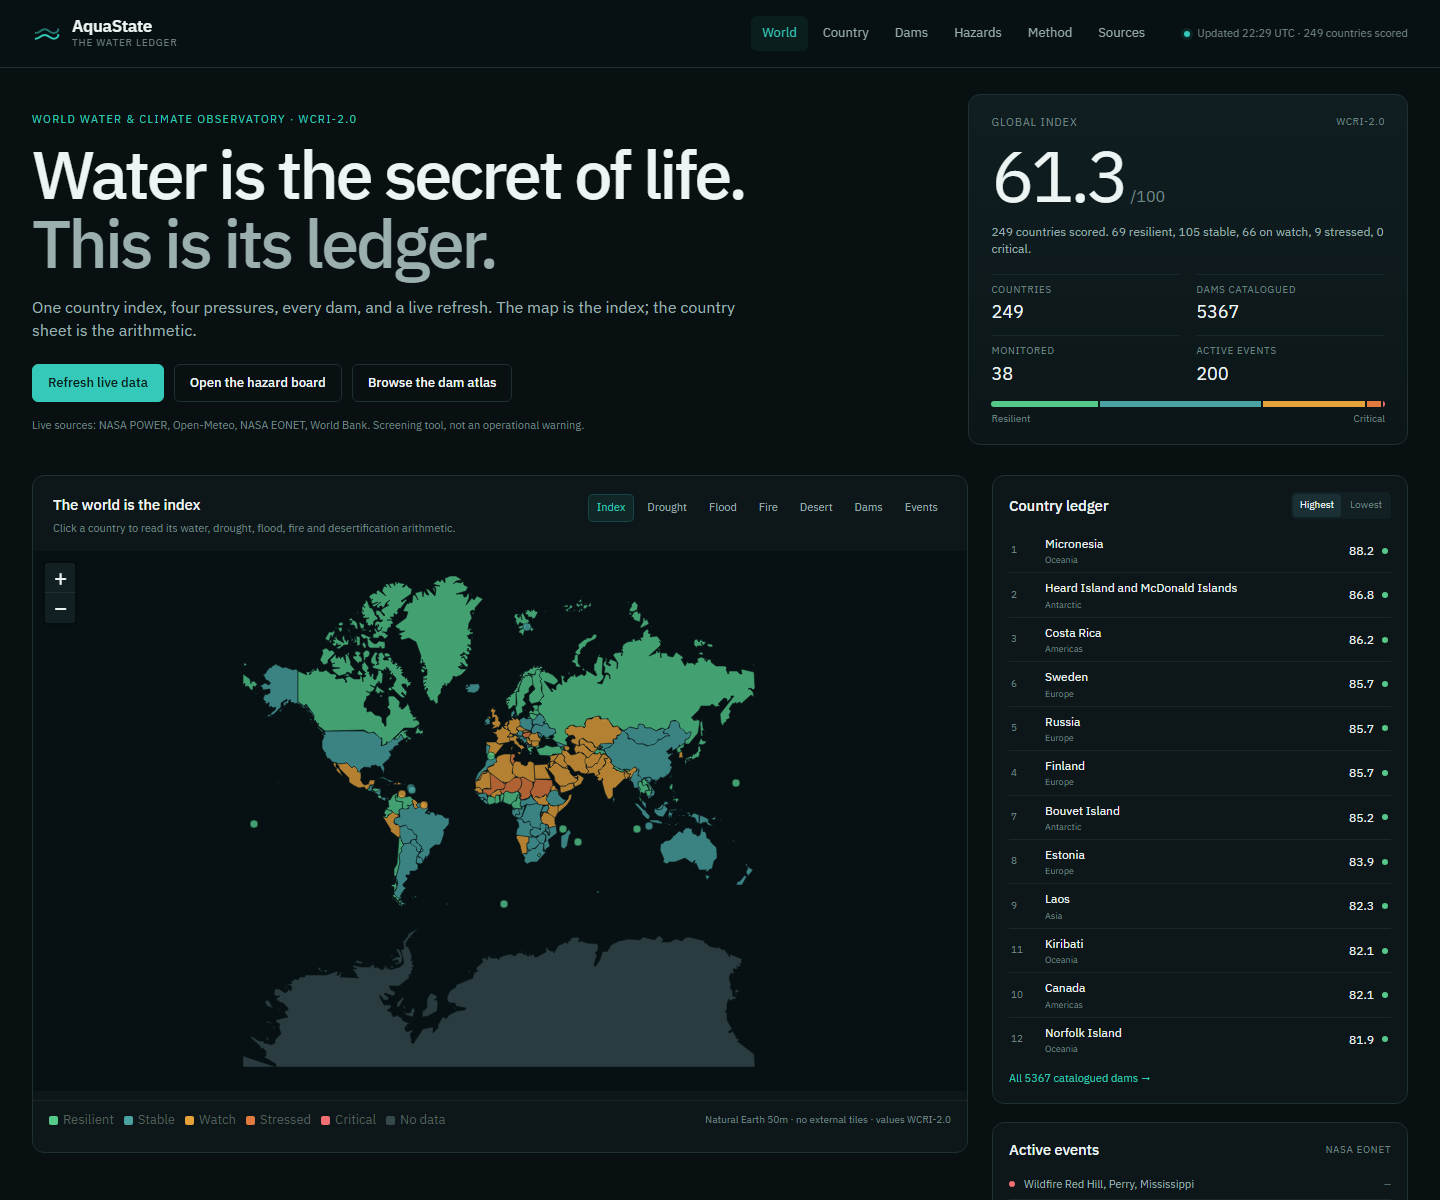 AquaState
THE WATER LEDGER
World
Country
Dams
Hazards
Method
Sources
Updated 22:29 UTC · 249 countries scored
WORLD WATER & CLIMATE OBSERVATORY · WCRI-2.0
Water is the secret of life.
This is its ledger.
One country index, four pressures, every dam, and a live refresh. The map is the index; the country
sheet is the arithmetic.
Refresh live data
Open the hazard board
Browse the dam atlas
Live sources: NASA POWER, Open-Meteo, NASA EONET, World Bank. Screening tool, not an operational warning.
GLOBAL INDEX
WCRI-2.0
61.3 /100
249 countries scored. 69 resilient, 105 stable, 66 on watch, 9 stressed, 0
critical.
COUNTRIES
249
DAMS CATALOGUED
5367
MONITORED
38
ACTIVE EVENTS
200
Resilient
Critical
The world is the index
Click a country to read its water, drought, flood, fire and desertification arithmetic.
Index
Drought
Flood
Fire
Desert
Dams
Events
+
−
Resilient
Stable
Watch
Stressed
Critical
No data
Natural Earth 50m · no external tiles · values WCRI-2.0
Country ledger
Highest
Lowest
1
Micronesia
Oceania
88.2
2
Heard Island and McDonald Islands
Antarctic
86.8
3
Costa Rica
Americas
86.2
6
Sweden
Europe
85.7
5
Russia
Europe
85.7
4
Finland
Europe
85.7
7
Bouvet Island
Antarctic
85.2
8
Estonia
Europe
83.9
9
Laos
Asia
82.3
11
Kiribati
Oceania
82.1
10
Canada
Americas
82.1
12
Norfolk Island
Oceania
81.9
All 5367 catalogued dams →
Active events
NASA EONET
Wildfire Red Hill, Perry, Mississippi
—